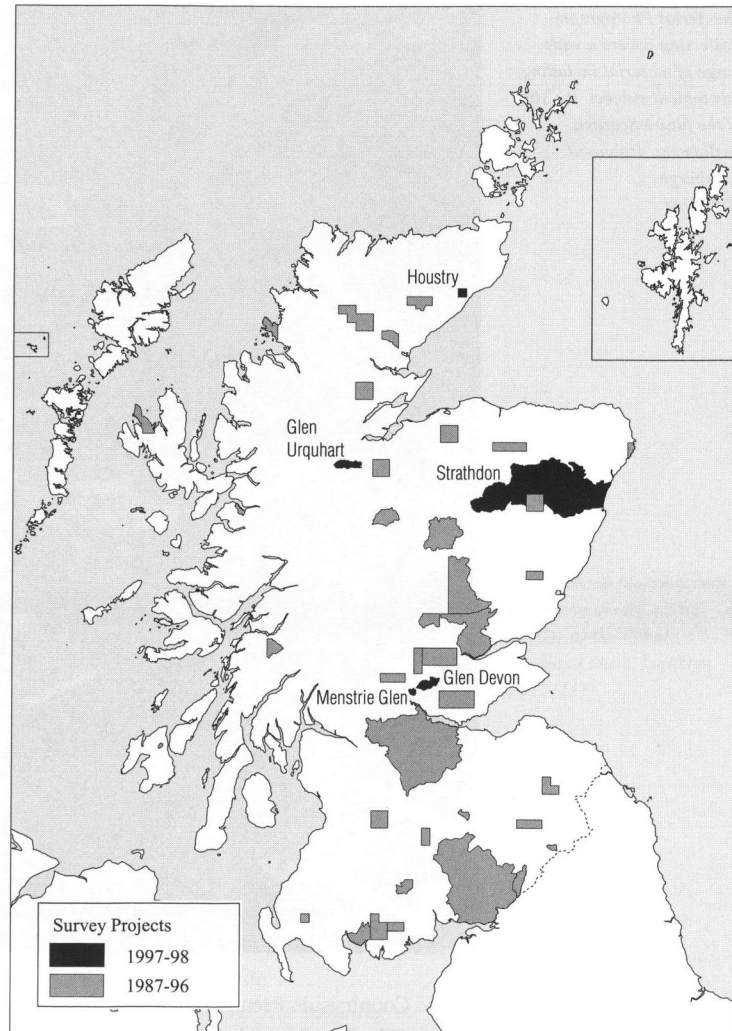 Houstry
Glen
Urquhart
Strathdon
Glen Devon
Menstrie Glen
Survey Projects
1997-98
1987-96